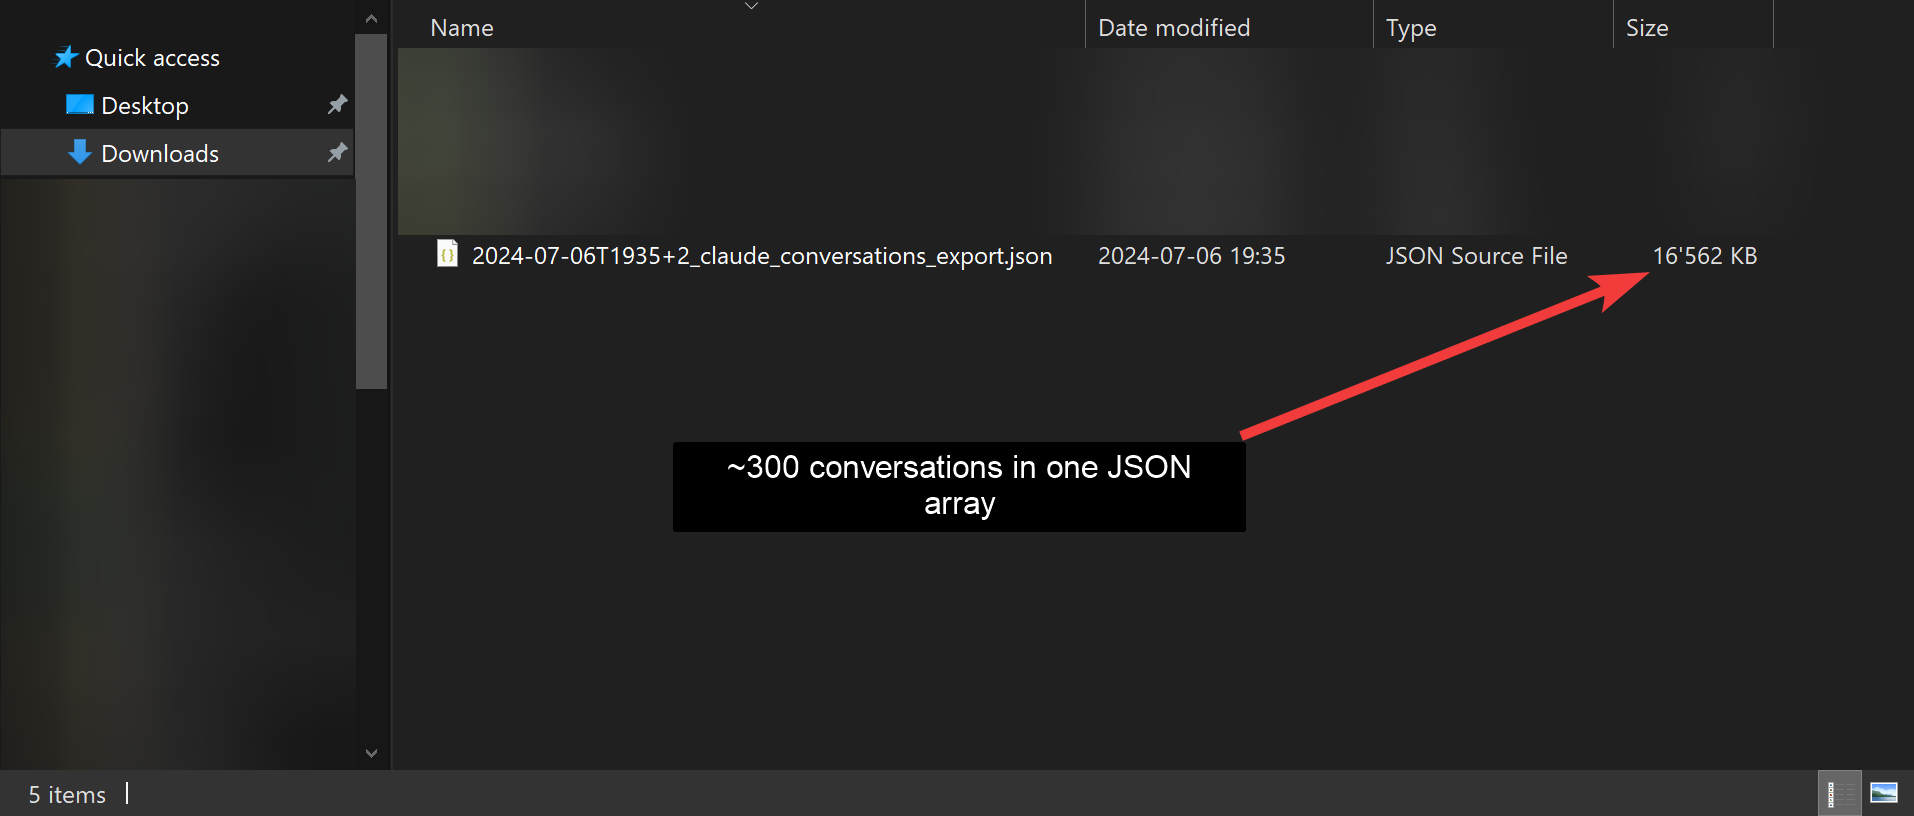 Name Date modified Type Size
Quick access
Desktop
Downloads
2024-07-06T1935+2_claude_conversations_export.json 2024-07-06 19:35 JSON Source File 16'562 KB
~300 conversations in one JSON
array
5 items